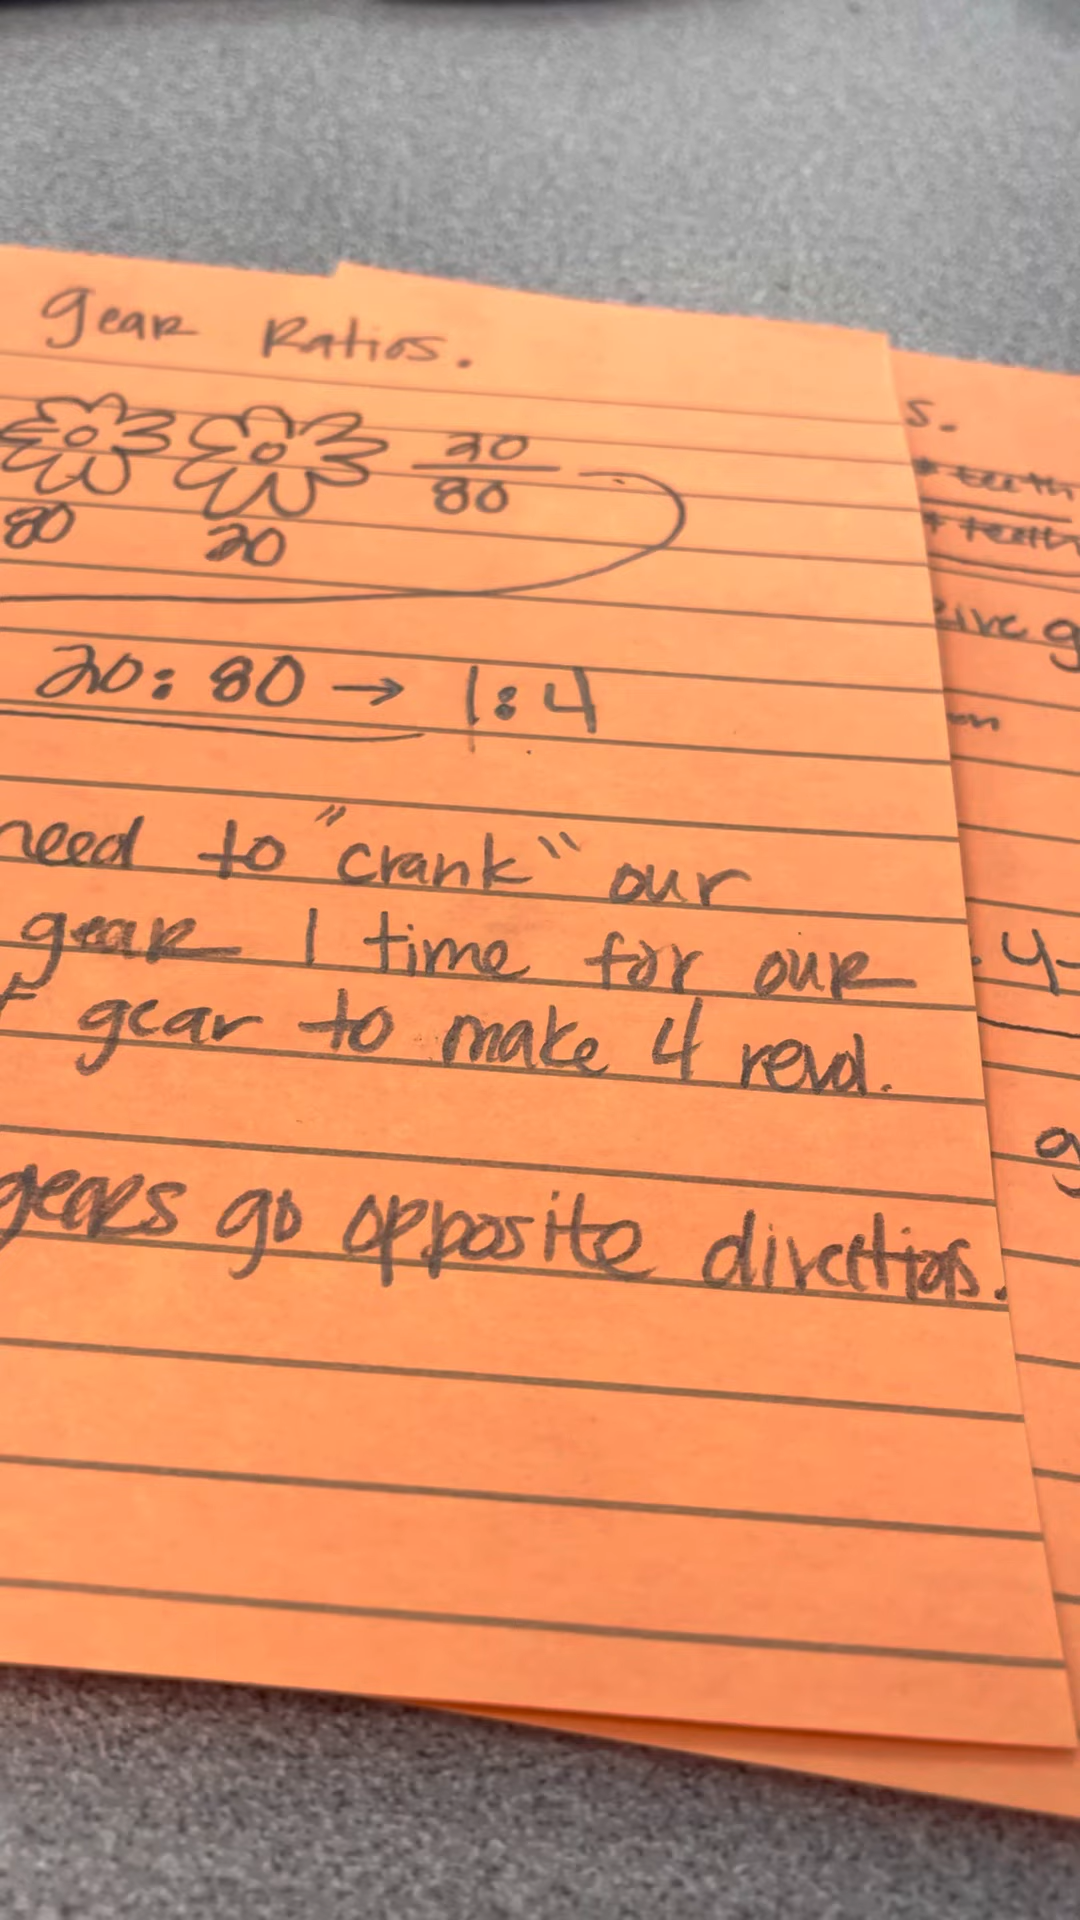 gear Ratios.
20
80
80 20
20:80 → 1:4
need to "crank" our
gear 1 time for our
gear to make 4 revol.
gears go opposite directions.
s.
# teeth
# teeth
on